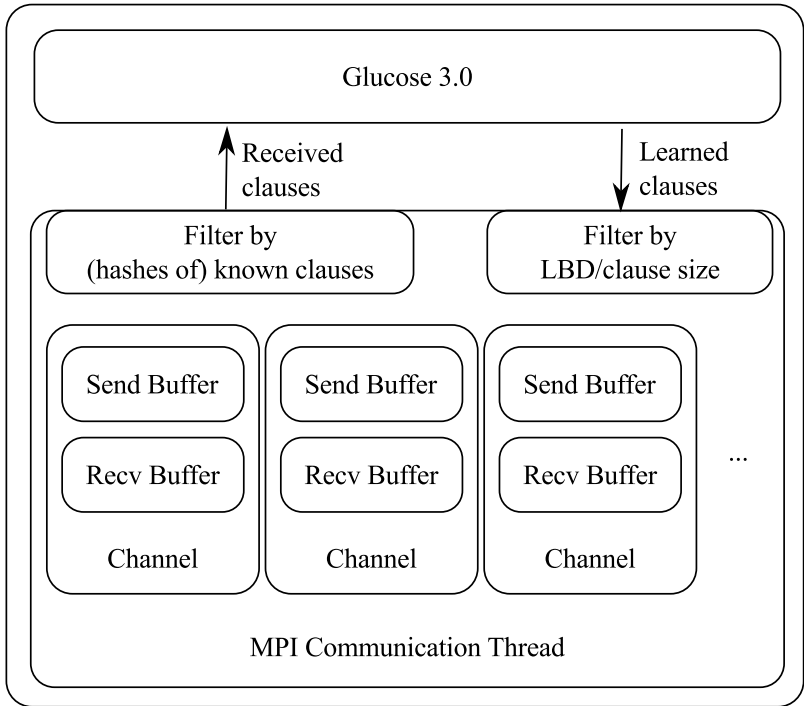 Glucose 3.0
Received
clauses
Learned
clauses
Filter by
(hashes of) known clauses
Filter by
LBD/clause size
Send Buffer
Recv Buffer
Channel
Send Buffer
Recv Buffer
Channel
Send Buffer
Recv Buffer
Channel
...
MPI Communication Thread